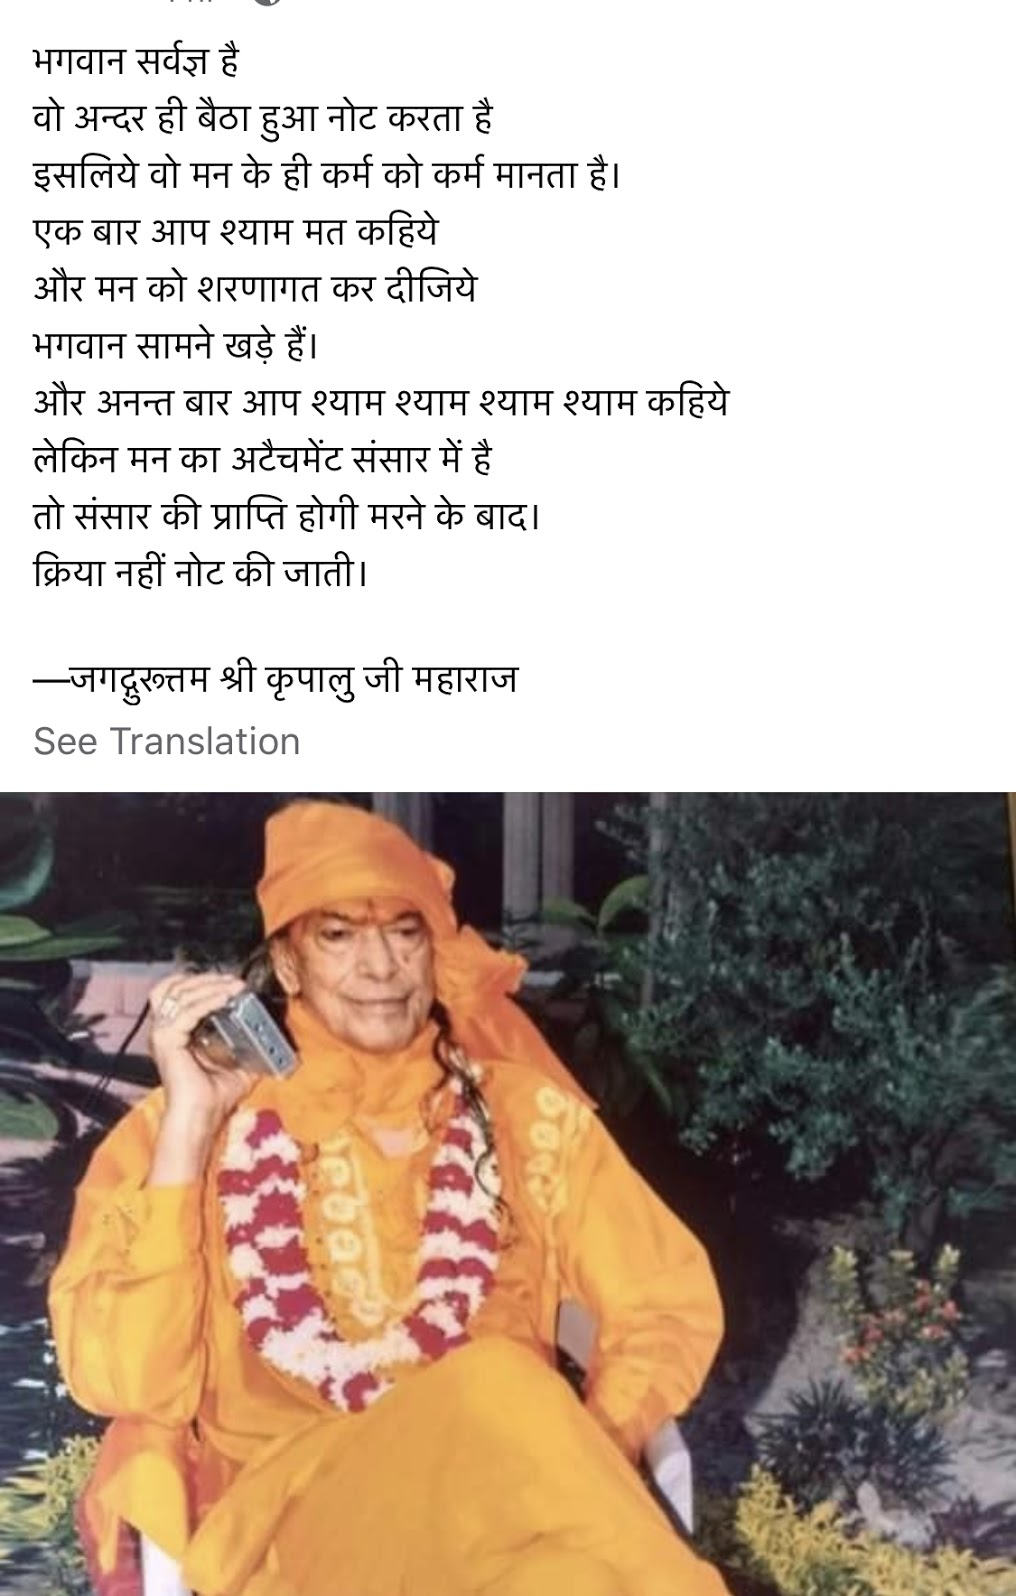 भगवान सर्वज्ञ है
वो अन्दर ही बैठा हुआ नोट करता है
इसलिये वो मन के ही कर्म को कर्म मानता है।
एक बार आप श्याम मत कहिये
और मन को शरणागत कर दीजिये
भगवान सामने खड़े हैं।
और अनन्त बार आप श्याम श्याम श्याम श्याम कहिये
लेकिन मन का अटैचमेंट संसार में है
तो संसार की प्राप्ति होगी मरने के बाद।
क्रिया नहीं नोट की जाती।
—जगद्गुरूत्तम श्री कृपालु जी महाराज
See Translation